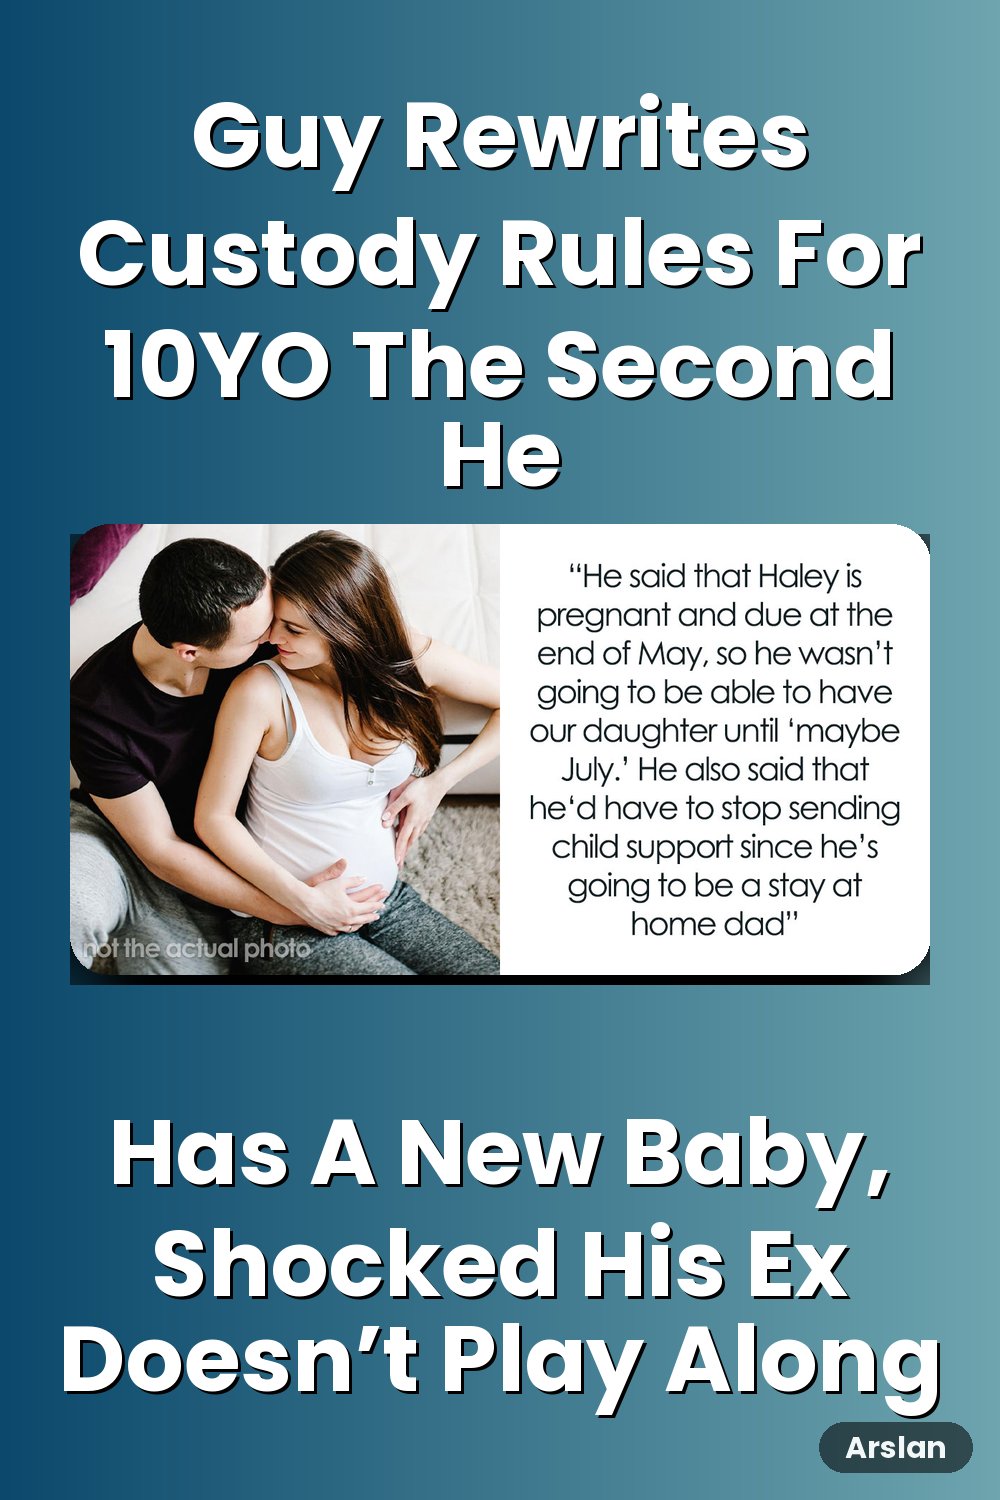 Guy Rewrites
Custody Rules For
10YO The Second
He
“He said that Haley is
pregnant and due at the
end of May, so he wasn’t
going to be able to have
our daughter until ‘maybe
July.’ He also said that
he‘d have to stop sending
child support since he’s
going to be a stay at
home dad”
not the actual photo
Has A New Baby,
Shocked His Ex
Doesn’t Play Along
Arslan